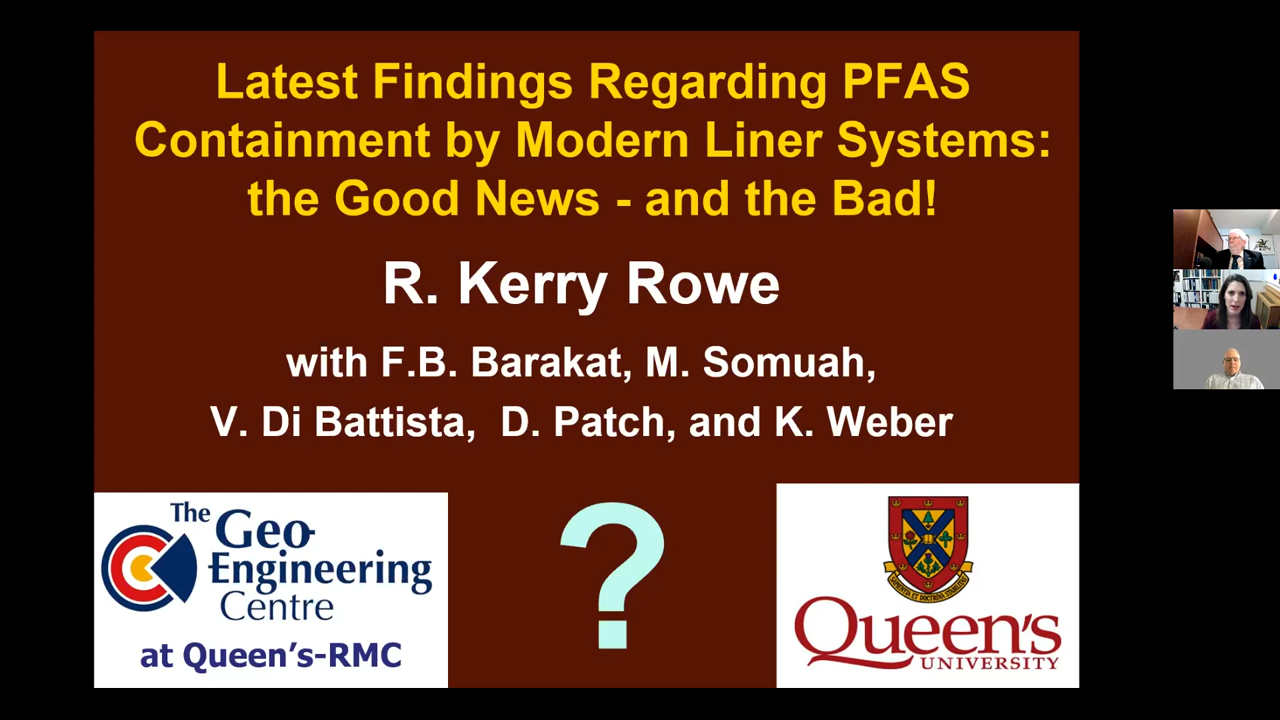 Latest Findings Regarding PFAS
Containment by Modern Liner Systems:
the Good News - and the Bad!
R. Kerry Rowe
with F.B. Barakat, M. Somuah,
V. Di Battista, D. Patch, and K. Weber
The
Geo-
Engineering
Centre
at Queen's-RMC
?
Queen's
UNIVERSITY